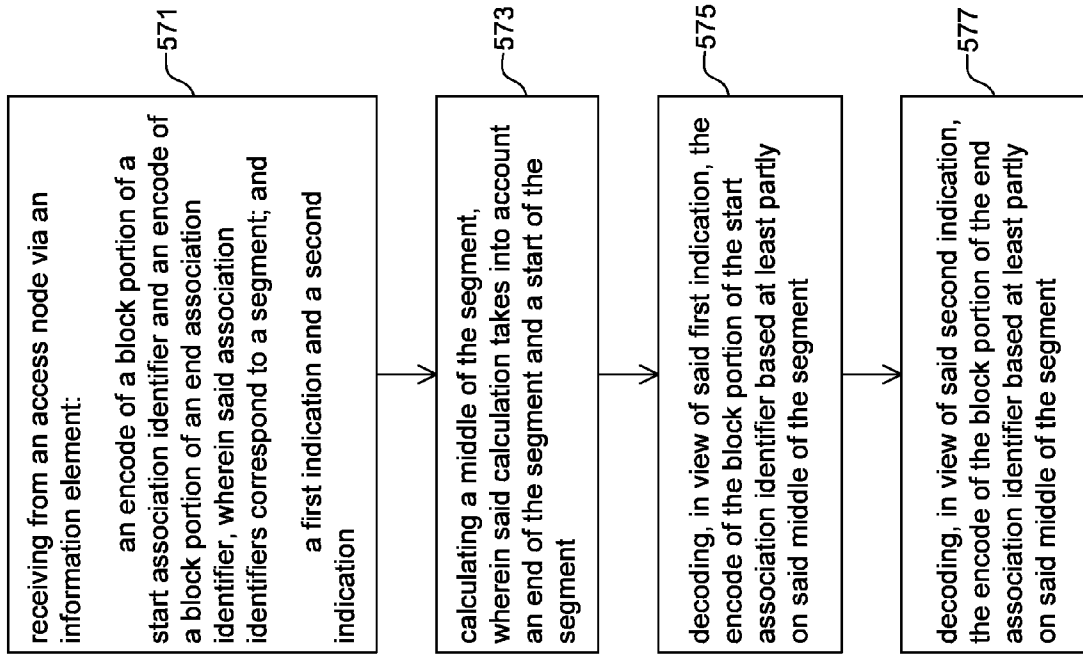 receiving from an access node via an
information element:
an encode of a block portion of a
start association identifier and an encode of
a block portion of an end association
identifier, wherein said association
identifiers correspond to a segment; and
a first indication and a second
indication
571
calculating a middle of the segment,
wherein said calculation takes into account
an end of the segment and a start of the
segment
573
decoding, in view of said first indication, the
encode of the block portion of the start
association identifier based at least partly
on said middle of the segment
575
decoding, in view of said second indication,
the encode of the block portion of the end
association identifier based at least partly
on said middle of the segment
577